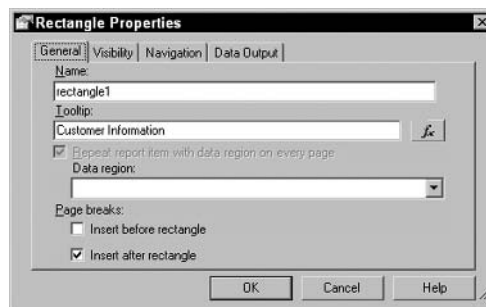 Rectangle Properties
General Visibility Navigation Data Output
Name:
rectangle1
Tooltip:
Customer Information
fx
Repeat report item with data region on every page
Data region:
Page breaks:
Insert before rectangle
Insert after rectangle
OK Cancel Help